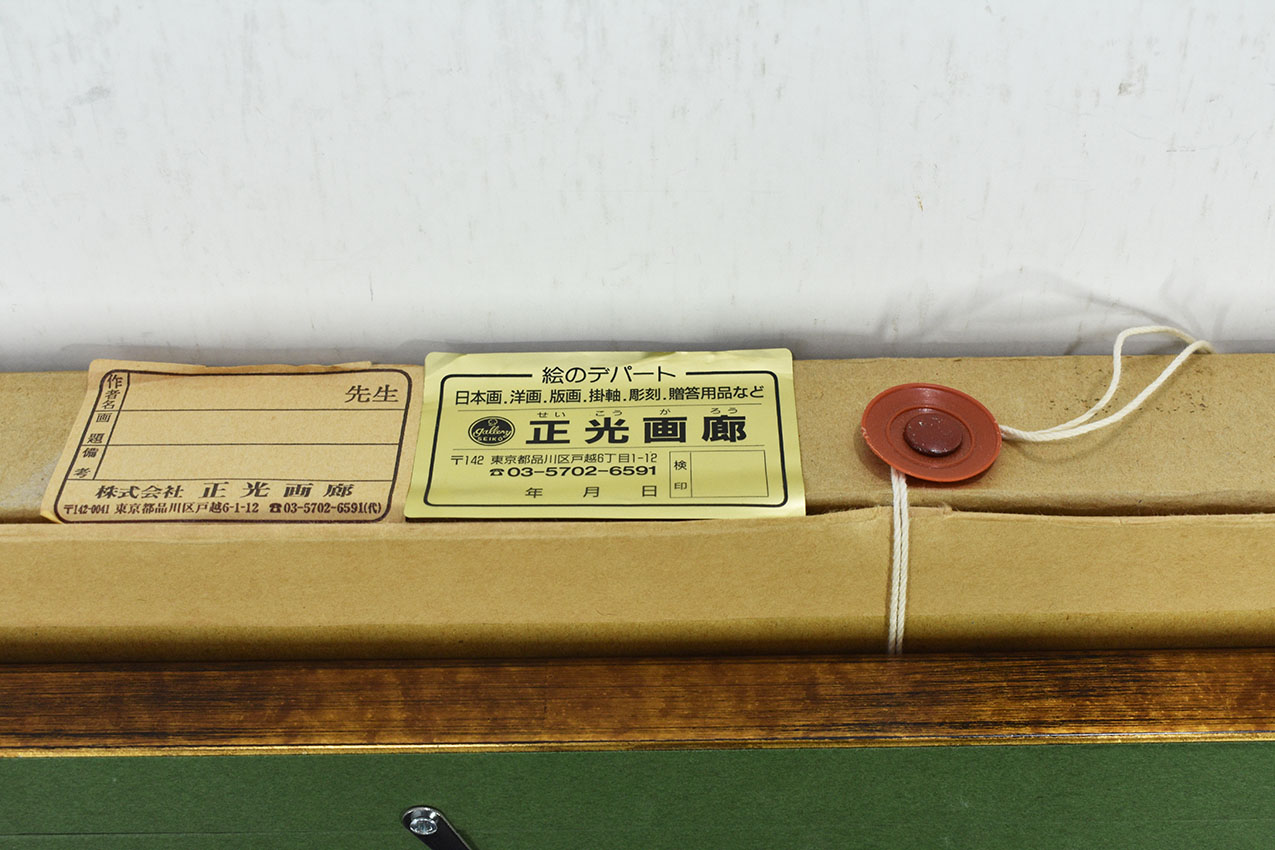 作者名
先生
画題
備考
株式会社 正光画廊
〒142-0041 東京都品川区戸越6-1-12 ☎03-5702-6591(代)
絵のデパート
日本画.洋画.版画.掛軸.彫刻.贈答用品など
せいこうがろう
gallery SEIKO 正光画廊
〒142 東京都品川区戸越6丁目1-12
☎03-5702-6591
検印
年 月 日